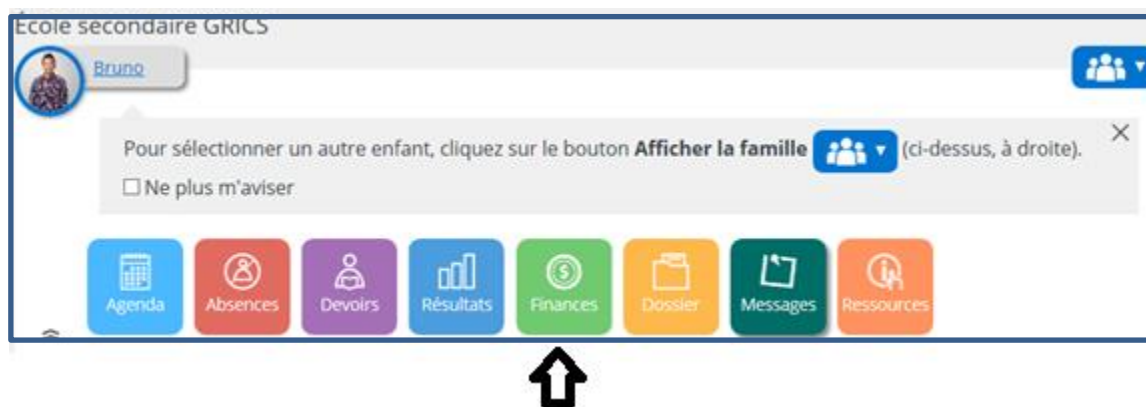 École secondaire GRICS
Bruno
Pour sélectionner un autre enfant, cliquez sur le bouton Afficher la famille (ci-dessus, à droite).
Ne plus m'aviser
Agenda Absences Devoirs Résultats Finances Dossier Messages Ressources